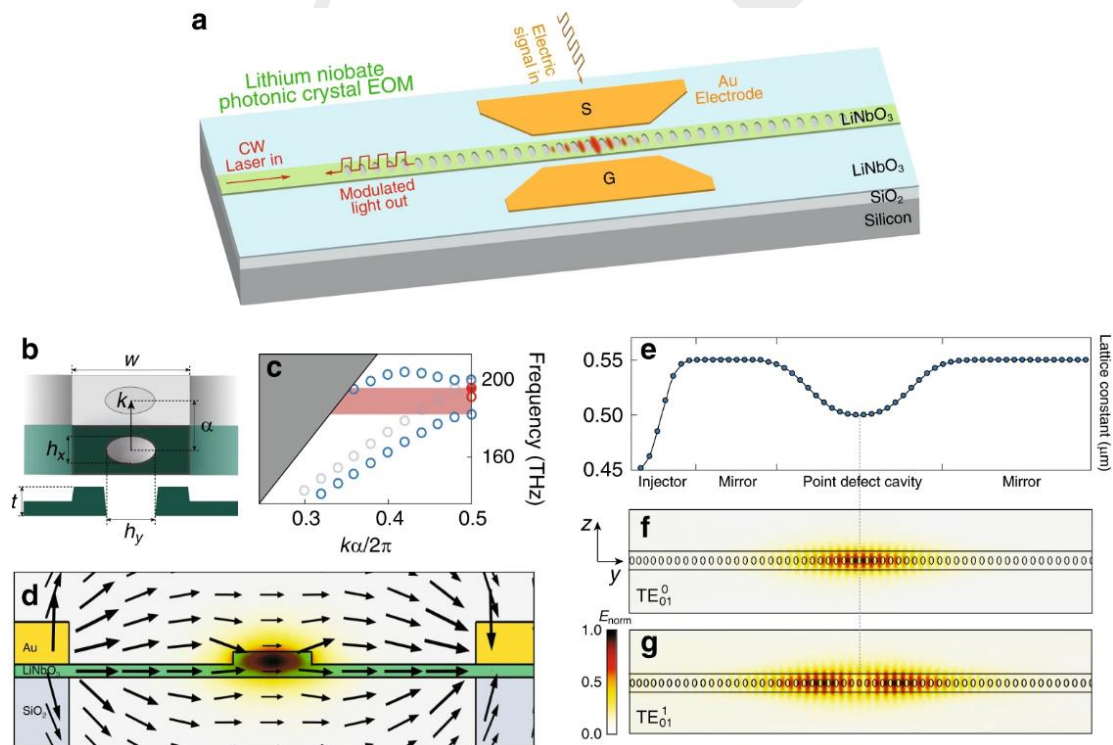 a
Lithium niobate
photonic crystal EOM
Electric
signal in
Au
Electrode
S
G
CW
Laser in
Modulated
light out
LiNbO₃
LiNbO₃
SiO₂
Silicon
b
w
k
α
hₓ
t
h_y
c
Frequency (THz)
200
160
0.3
0.4
0.5
kα/2π
d
Au
LiNbO₃
SiO₂
e
0.55
0.50
0.45
Lattice constant (μm)
Injector
Mirror
Point defect cavity
Mirror
z
y
f
TE⁰₀₁
E_norm
1.0
0.5
0.0
g
TE¹₀₁